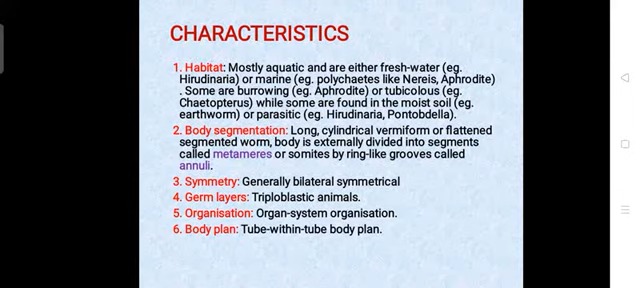 CHARACTERISTICS
1. Habitat: Mostly aquatic and are either fresh-water (eg.
Hirudinaria) or marine (eg. polychaetes like Nereis, Aphrodite)
. Some are burrowing (eg. Aphrodite) or tubicolous (eg.
Chaetopterus) while some are found in the moist soil (eg.
earthworm) or parasitic (eg. Hirudinaria, Pontobdella).
2. Body segmentation: Long, cylindrical vermiform or flattened
segmented worm, body is externally divided into segments
called metameres or somites by ring-like grooves called
annuli.
3. Symmetry: Generally bilateral symmetrical
4. Germ layers: Triploblastic animals.
5. Organisation: Organ-system organisation.
6. Body plan: Tube-within-tube body plan.